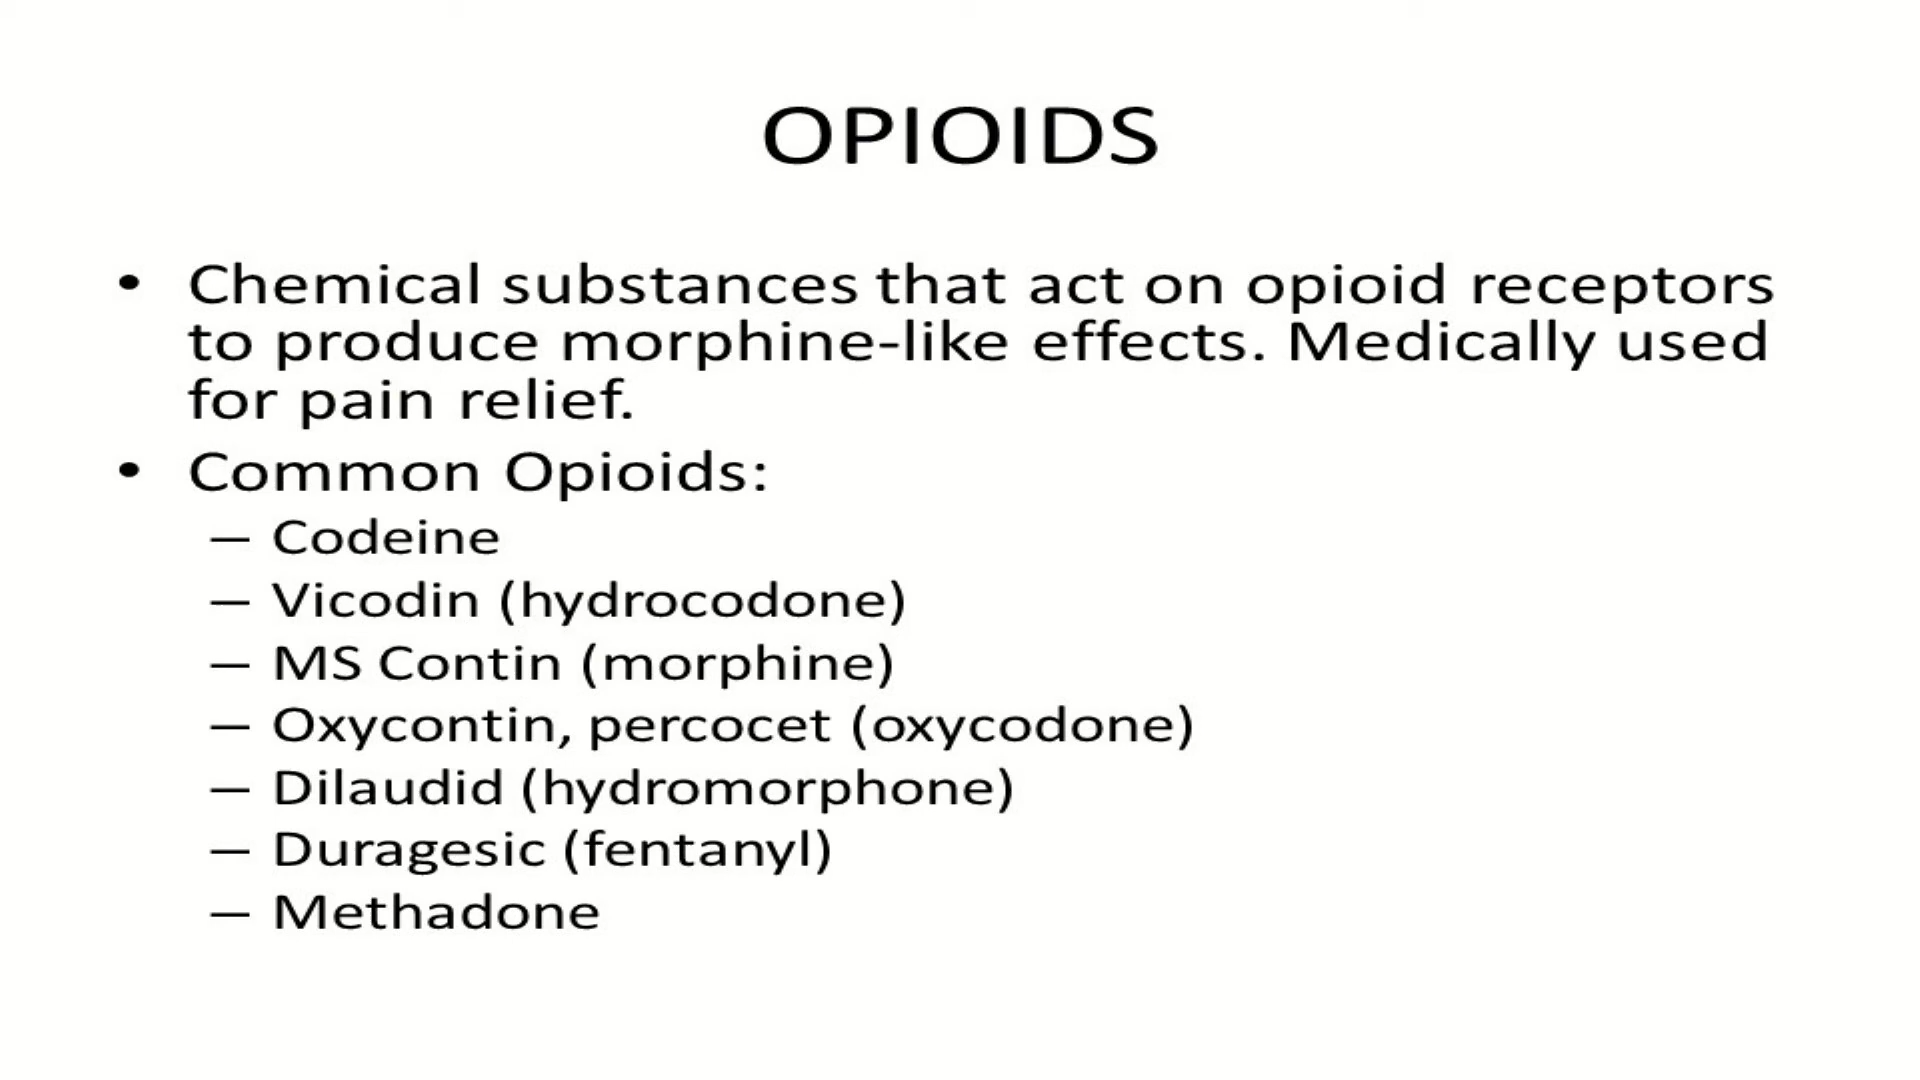 OPIOIDS
• Chemical substances that act on opioid receptors
to produce morphine-like effects. Medically used
for pain relief.
• Common Opioids:
– Codeine
– Vicodin (hydrocodone)
– MS Contin (morphine)
– Oxycontin, percocet (oxycodone)
– Dilaudid (hydromorphone)
– Duragesic (fentanyl)
– Methadone